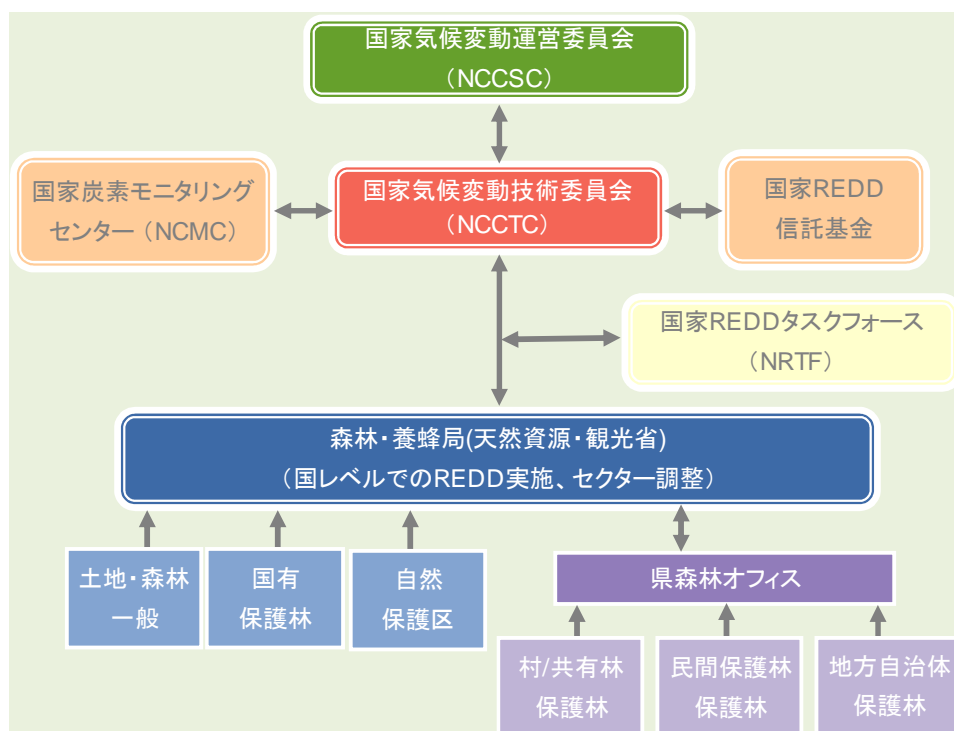 国家気候変動運営委員会
（NCCSC）
国家炭素モニタリング
センター（NCMC）
国家気候変動技術委員会
（NCCTC）
国家REDD
信託基金
国家REDDタスクフォース
（NRTF）
森林・養蜂局(天然資源・観光省)
（国レベルでのREDD実施、セクター調整）
土地・森林
一般
国有
保護林
自然
保護区
県森林オフィス
村/共有林
保護林
民間保護林
保護林
地方自治体
保護林